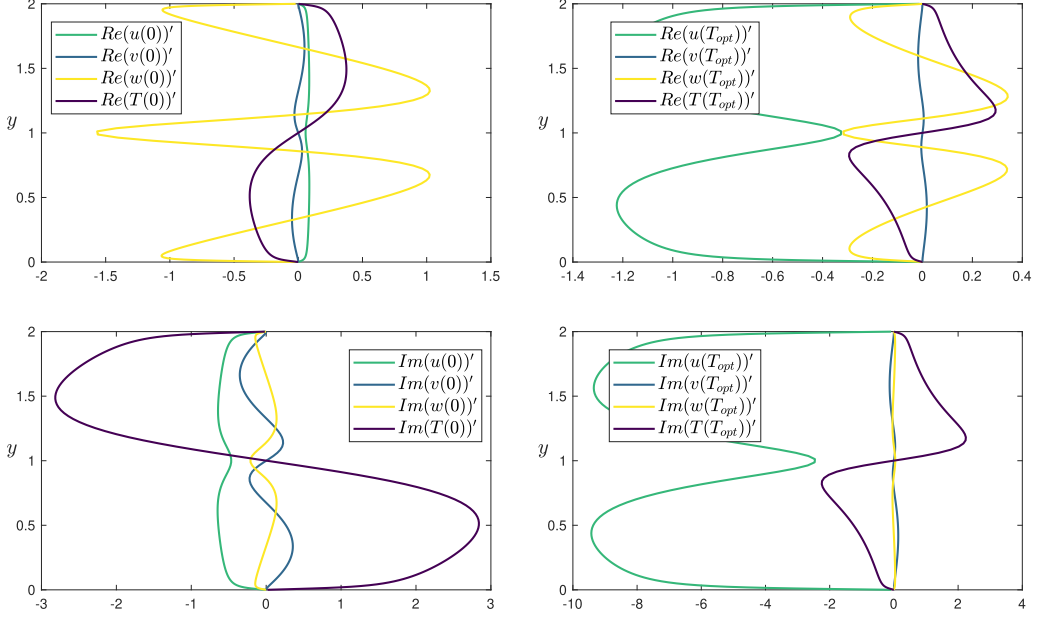 2
1.5
1
0.5
0
y
-2
-1.5
-1
-0.5
0
0.5
1
1.5
Re(u(0))′
Re(v(0))′
Re(w(0))′
Re(T(0))′
2
1.5
1
0.5
0
y
-1.4
-1.2
-1
-0.8
-0.6
-0.4
-0.2
0
0.2
0.4
Re(u(T_opt))′
Re(v(T_opt))′
Re(w(T_opt))′
Re(T(T_opt))′
2
1.5
1
0.5
0
y
-3
-2
-1
0
1
2
3
Im(u(0))′
Im(v(0))′
Im(w(0))′
Im(T(0))′
2
1.5
1
0.5
0
y
-10
-8
-6
-4
-2
0
2
4
Im(u(T_opt))′
Im(v(T_opt))′
Im(w(T_opt))′
Im(T(T_opt))′